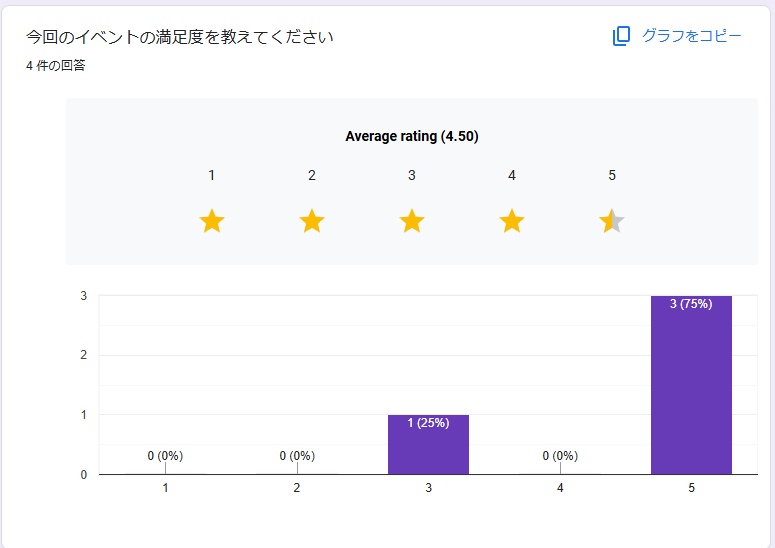 今回のイベントの満足度を教えてください
グラフをコピー
4 件の回答
Average rating (4.50)
1 2 3 4 5
3
3 (75%)
2
1
1 (25%)
0 (0%) 0 (0%) 0 (0%)
0
1 2 3 4 5